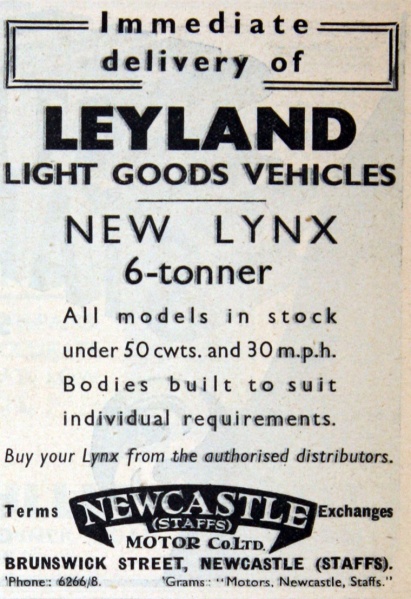 Immediate
delivery of
LEYLAND
LIGHT GOODS VEHICLES
NEW LYNX
6-tonner
All models in stock
under 50 cwts. and 30 m.p.h.
Bodies built to suit
individual requirements.
Buy your Lynx from the authorised distributors.
Terms NEWCASTLE Exchanges
(STAFFS)
MOTOR Co. LTD.
BRUNSWICK STREET, NEWCASTLE (STAFFS).
'Phone: 6266/8. 'Grams: "Motors, Newcastle, Staffs."